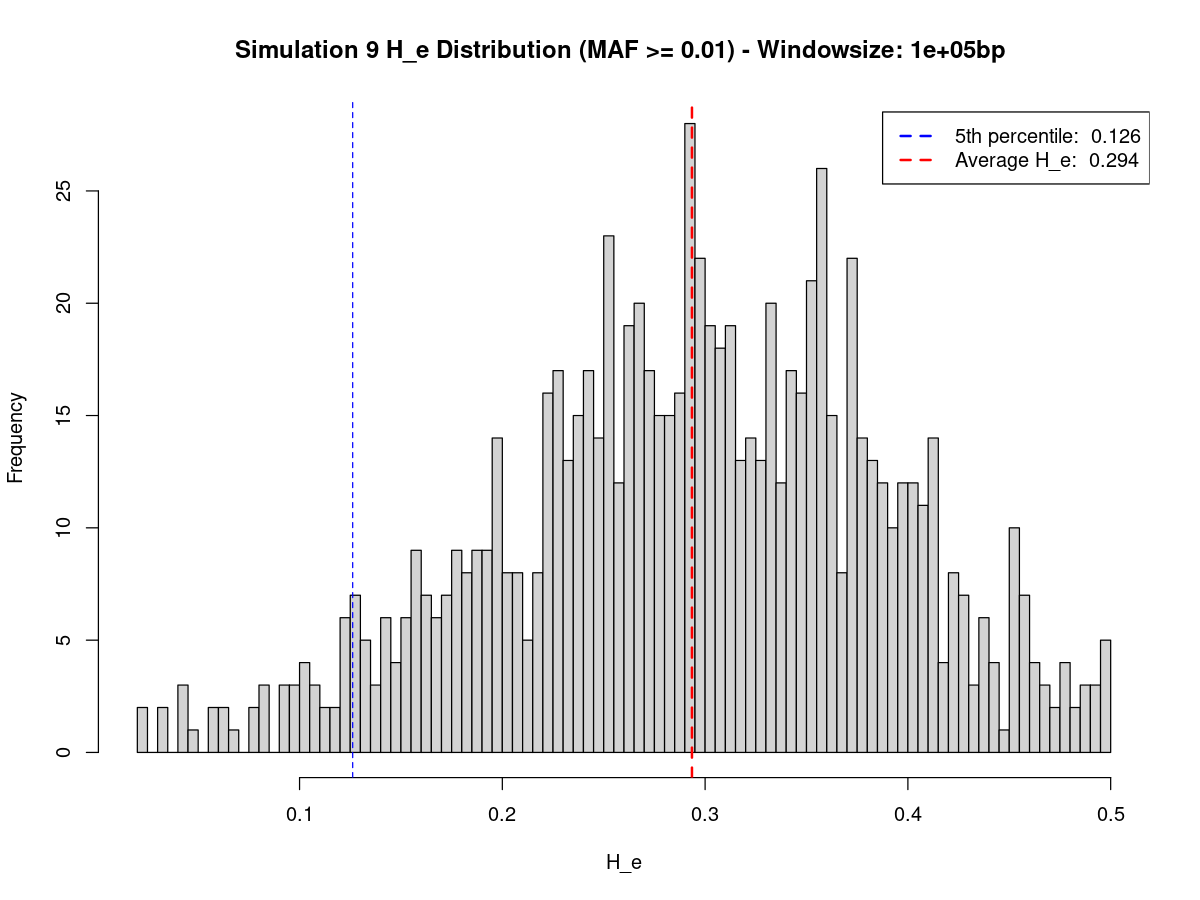 Simulation 9 H_e Distribution (MAF >= 0.01) - Windowsize: 1e+05bp
5th percentile: 0.126
Average H_e: 0.294
Frequency
25
20
15
10
5
0
0.1 0.2 0.3 0.4 0.5
H_e